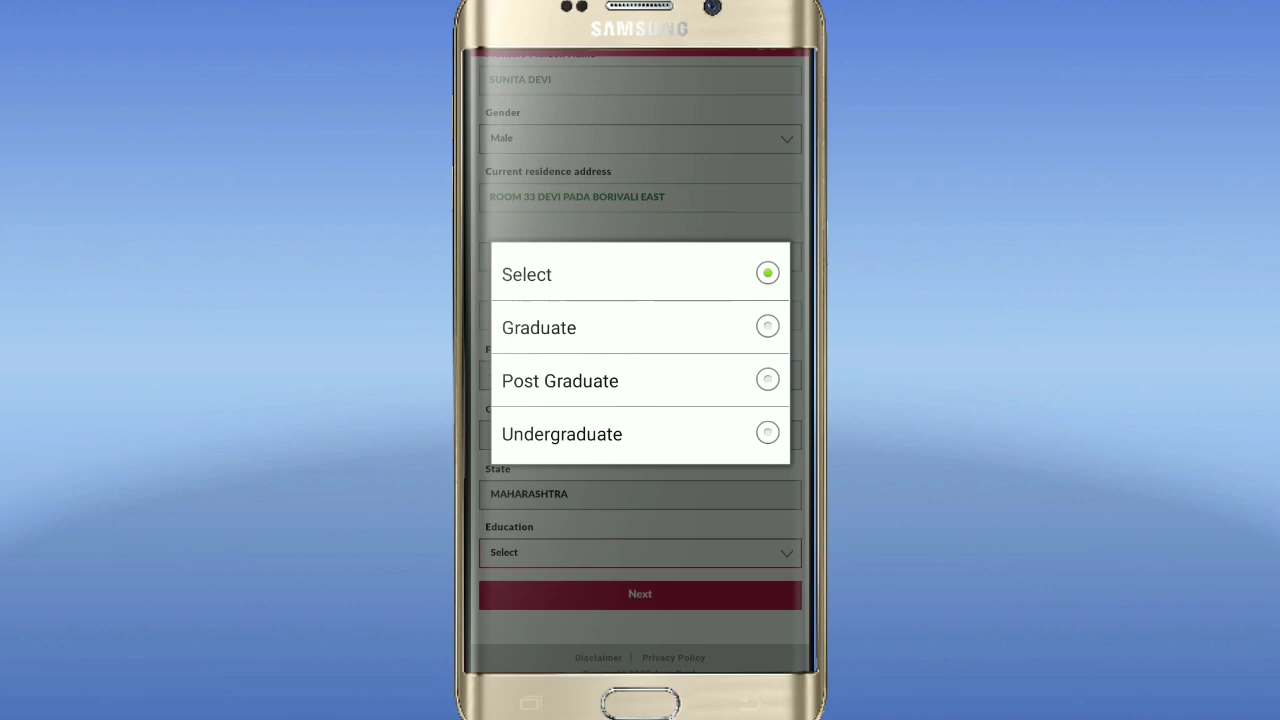 SAMSUNG
SUNITA DEVI
Gender
Male
Current residence address
ROOM 33 DEVI PADA BORIVALI EAST
Select
Graduate
Post Graduate
Undergraduate
State
MAHARASHTRA
Education
Select
Next
Disclaimer | Privacy Policy